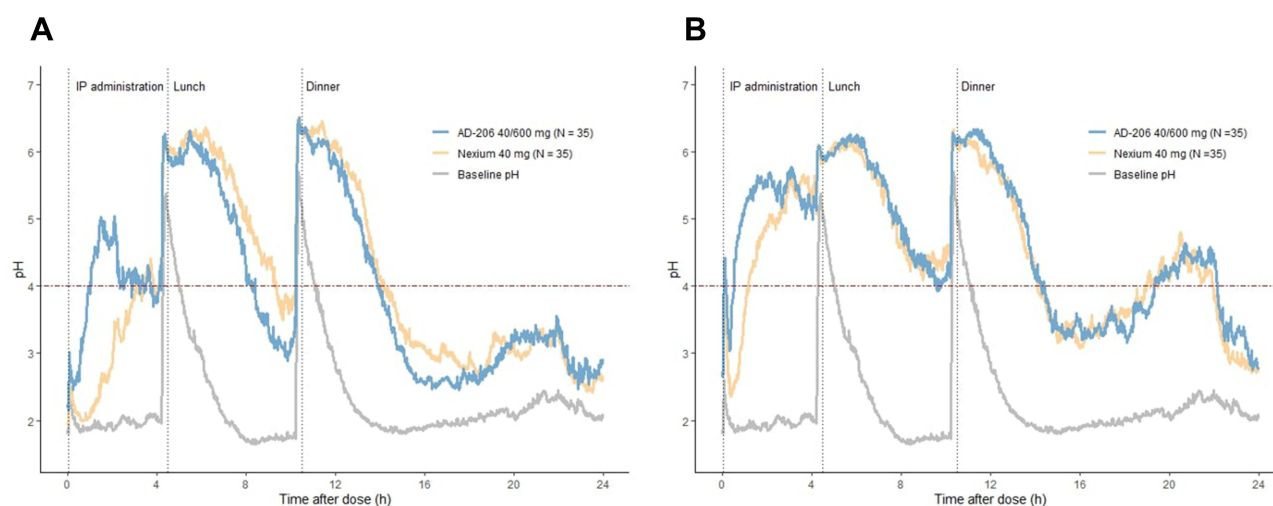 A
7
6
5
4
3
2
pH
IP administration
Lunch
Dinner
AD-206 40/600 mg (N = 35)
Nexium 40 mg (N = 35)
Baseline pH
0 4 8 12 16 20 24
Time after dose (h)
B
7
6
5
4
3
2
pH
IP administration
Lunch
Dinner
AD-206 40/600 mg (N =35)
Nexium 40 mg (N =35)
Baseline pH
0 4 8 12 16 20 24
Time after dose (h)